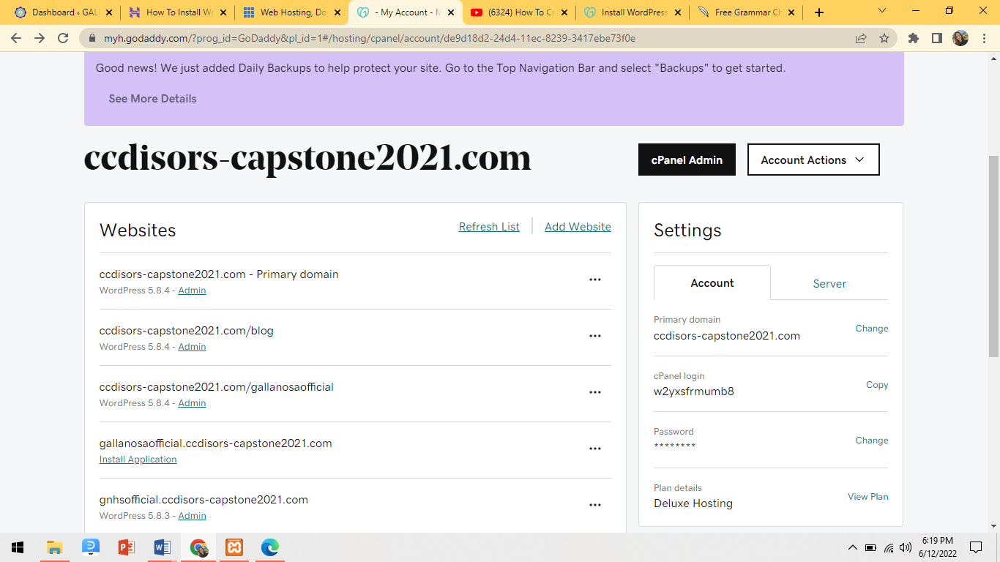 Dashboard ‹ GAL
How To Install Wo
Web Hosting, Do
- My Account - M
(6324) How To Cr
Install WordPress
Free Grammar Ch
myh.godaddy.com/?prog_id=GoDaddy&pl_id=1#/hosting/cpanel/account/de9d18d2-24d4-11ec-8239-3417ebe73f0e
Good news! We just added Daily Backups to help protect your site. Go to the Top Navigation Bar and select "Backups" to get started.
See More Details
ccdisors-capstone2021.com
cPanel Admin
Account Actions
Websites
Refresh List
Add Website
ccdisors-capstone2021.com - Primary domain
WordPress 5.8.4 - Admin
ccdisors-capstone2021.com/blog
WordPress 5.8.4 - Admin
ccdisors-capstone2021.com/gallanosaofficial
WordPress 5.8.4 - Admin
gallanosaofficial.ccdisors-capstone2021.com
Install Application
gnhsofficial.ccdisors-capstone2021.com
WordPress 5.8.3 - Admin
Settings
Account
Server
Primary domain
ccdisors-capstone2021.com
Change
cPanel login
w2yxsfrmumb8
Copy
Password
********
Change
Plan details
Deluxe Hosting
View Plan
6:19 PM
6/12/2022